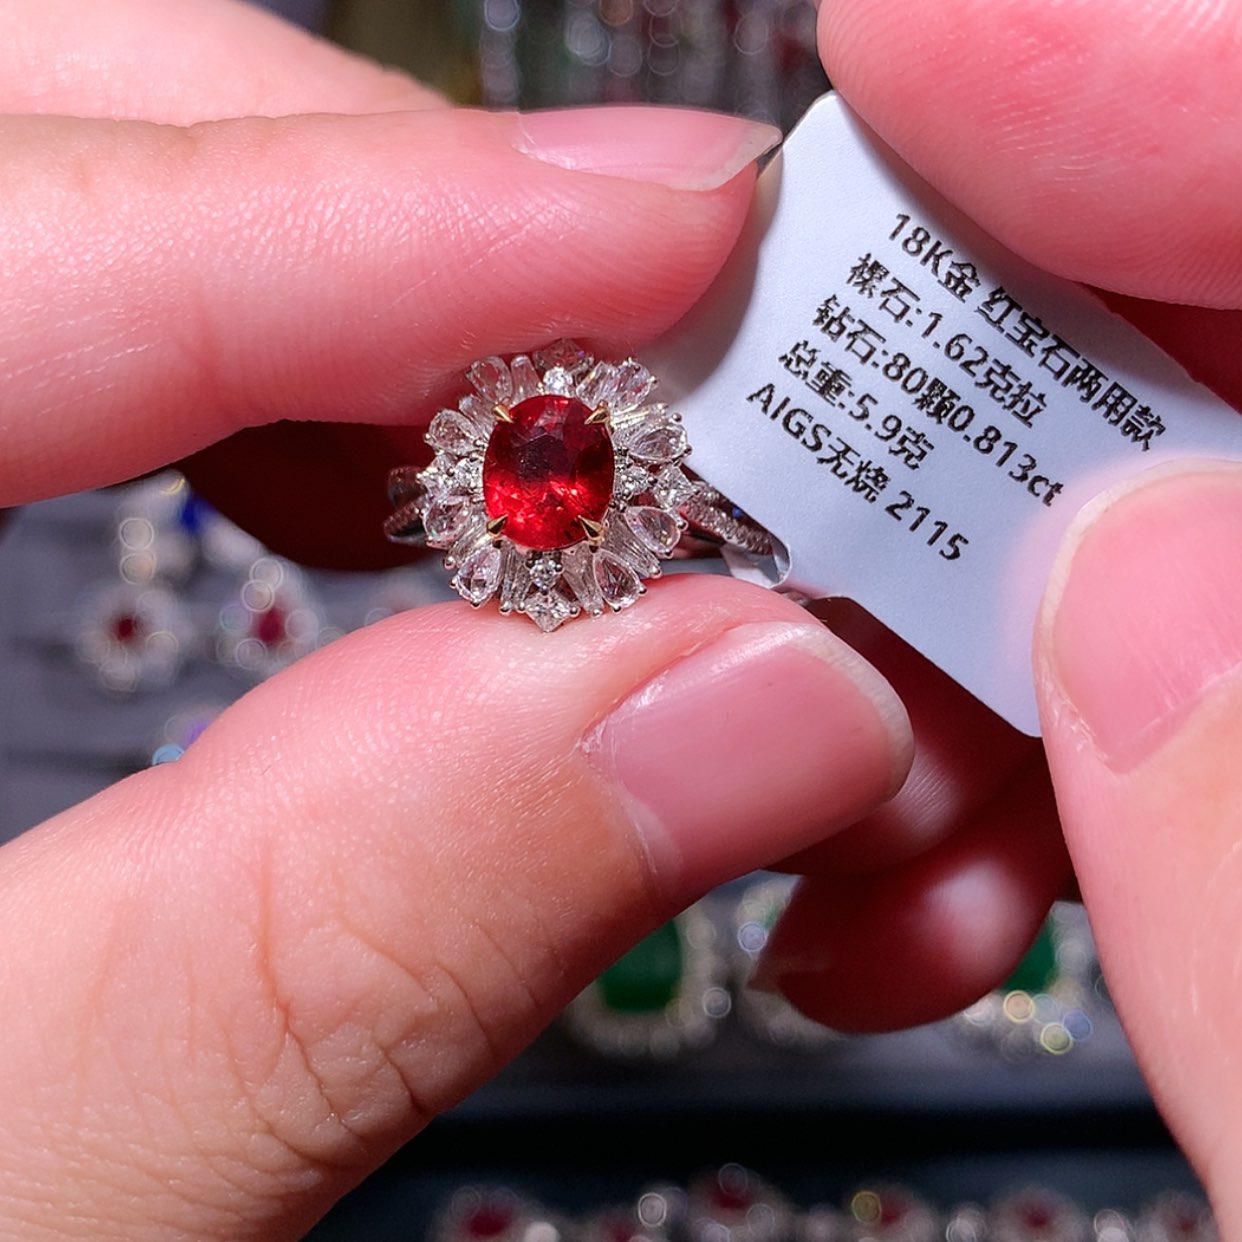 18K金 红宝石两用款
裸石:1.62克拉
钻石:80颗0.813ct
总重:5.9克
AIGS无烧 2115